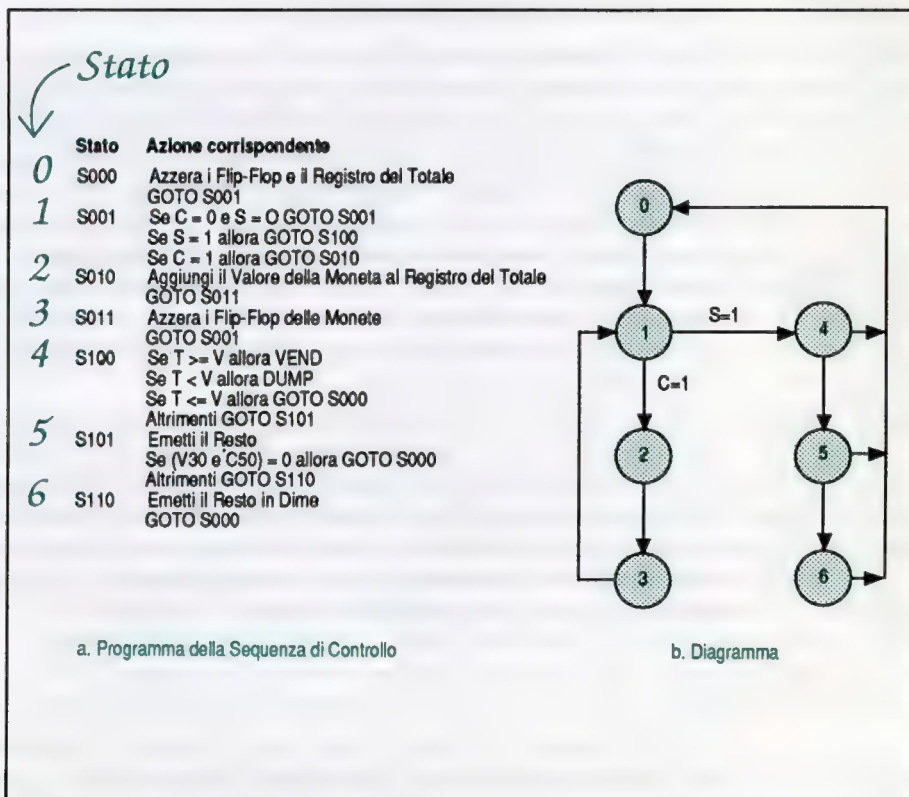 Stato
Stato Azione corrispondente
0 S000 Azzera i Flip-Flop e il Registro del Totale
GOTO S001
1 S001 Se C = 0 e S = O GOTO S001
Se S = 1 allora GOTO S100
Se C = 1 allora GOTO S010
2 S010 Aggiungi il Valore della Moneta al Registro del Totale
GOTO S011
3 S011 Azzera i Flip-Flop delle Monete
GOTO S001
4 S100 Se T >= V allora VEND
Se T < V allora DUMP
Se T <= V allora GOTO S000
Altrimenti GOTO S101
5 S101 Emetti il Resto
Se (V30 e C50) = 0 allora GOTO S000
Altrimenti GOTO S110
6 S110 Emetti il Resto in Dime
GOTO S000
0
1
S=1
4
C=1
2
5
3
6
a. Programma della Sequenza di Controllo
b. Diagramma